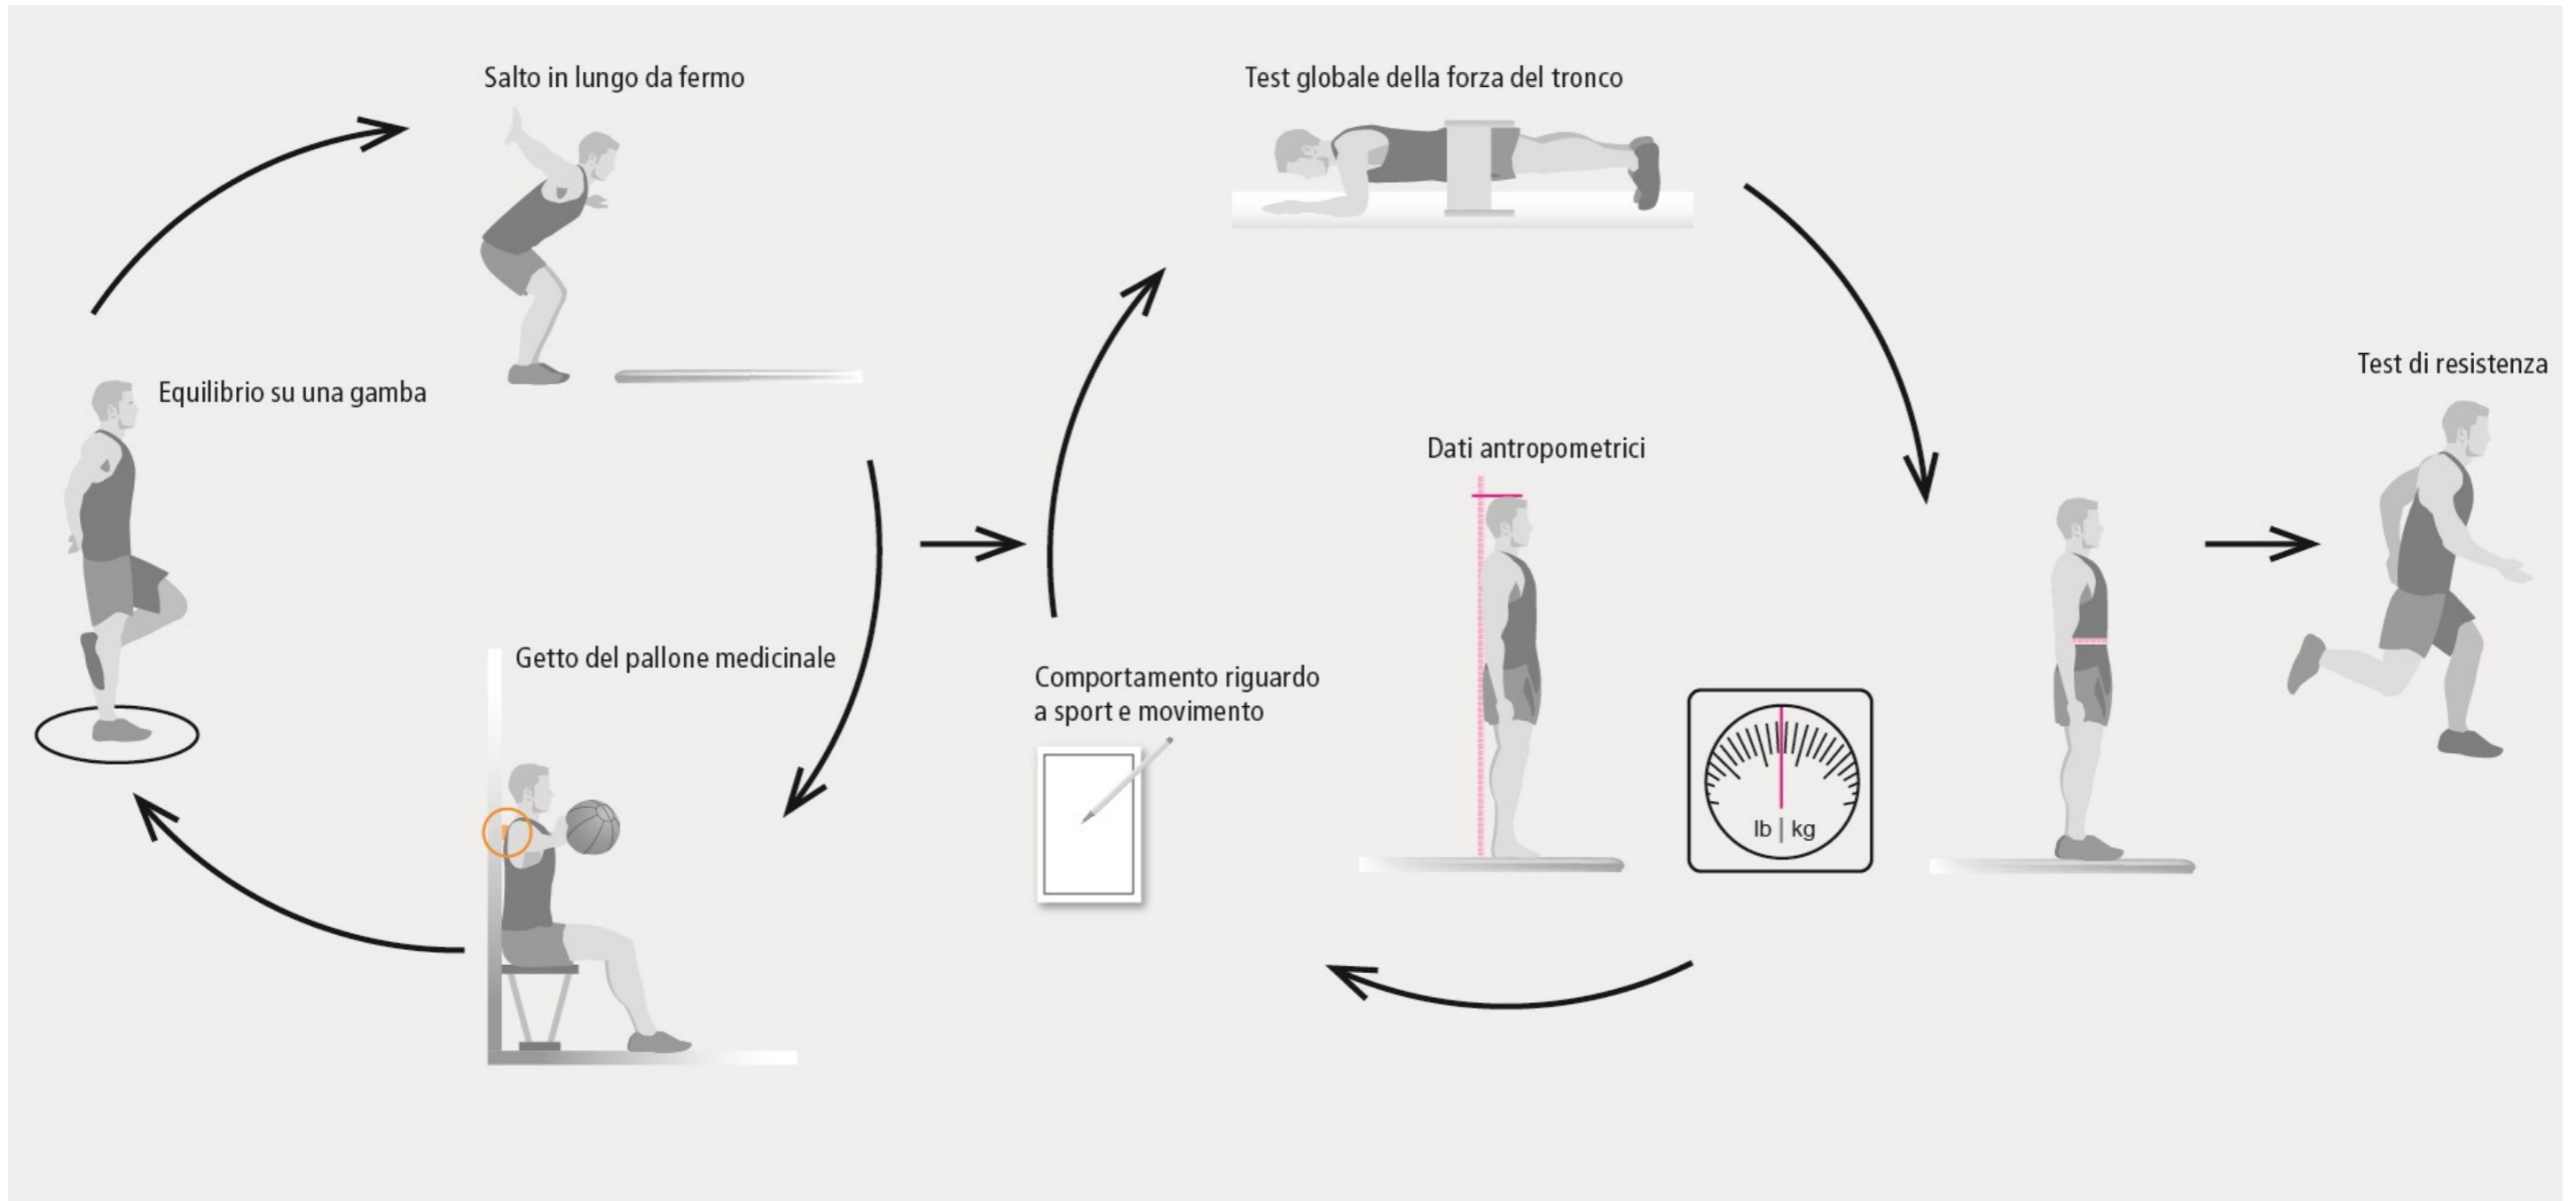 Salto in lungo da fermo
Test globale della forza del tronco
Test di resistenza
Equilibrio su una gamba
Dati antropometrici
Getto del pallone medicinale
Comportamento riguardo
a sport e movimento
lb | kg